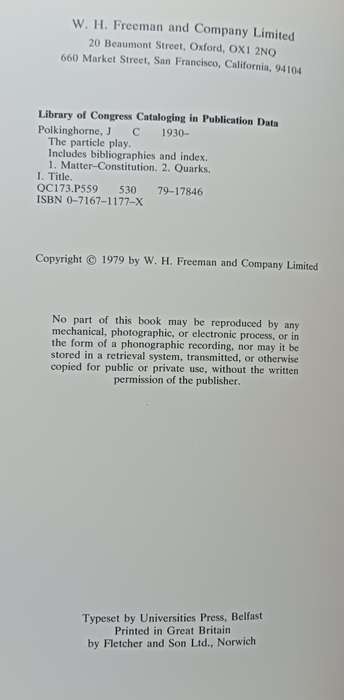 W. H. Freeman and Company Limited
20 Beaumont Street, Oxford, OX1 2NQ
660 Market Street, San Francisco, California, 94104
Library of Congress Cataloging in Publication Data
Polkinghorne, J C 1930–
The particle play.
Includes bibliographies and index.
1. Matter–Constitution. 2. Quarks.
I. Title.
QC173.P559 530 79–17846
ISBN 0–7167–1177–X
Copyright © 1979 by W. H. Freeman and Company Limited
No part of this book may be reproduced by any
mechanical, photographic, or electronic process, or in
the form of a phonographic recording, nor may it be
stored in a retrieval system, transmitted, or otherwise
copied for public or private use, without the written
permission of the publisher.
Typeset by Universities Press, Belfast
Printed in Great Britain
by Fletcher and Son Ltd., Norwich